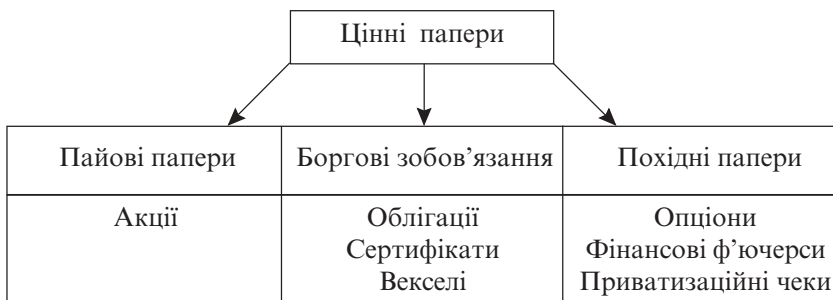 Цінні папери
Пайові папери
Боргові зобов’язання
Похідні папери
Акції
Облігації
Сертифікати
Векселі
Опціони
Фінансові ф’ючерси
Приватизаційні чеки